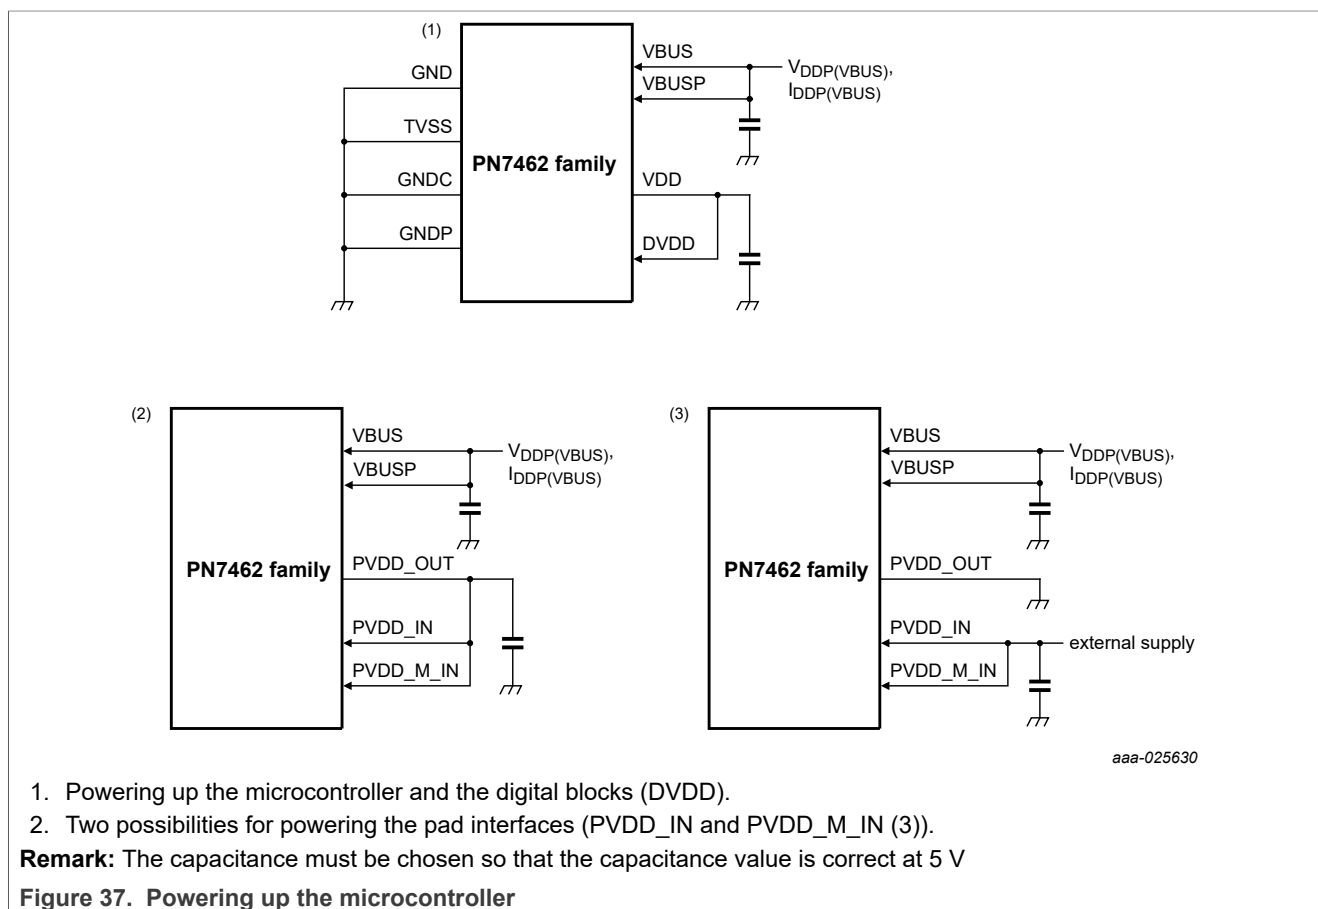 (1)
GND
TVSS
GNDC
GNDP
PN7462 family
VBUS
VBUSP
VDDP(VBUS),
IDDP(VBUS)
VDD
DVDD
(2)
PN7462 family
VBUS
VBUSP
VDDP(VBUS),
IDDP(VBUS)
PVDD_OUT
PVDD_IN
PVDD_M_IN
(3)
PN7462 family
VBUS
VBUSP
VDDP(VBUS),
IDDP(VBUS)
PVDD_OUT
PVDD_IN
PVDD_M_IN
external supply
aaa-025630
1. Powering up the microcontroller and the digital blocks (DVDD).
2. Two possibilities for powering the pad interfaces (PVDD_IN and PVDD_M_IN (3)).
Remark: The capacitance must be chosen so that the capacitance value is correct at 5 V
Figure 37. Powering up the microcontroller